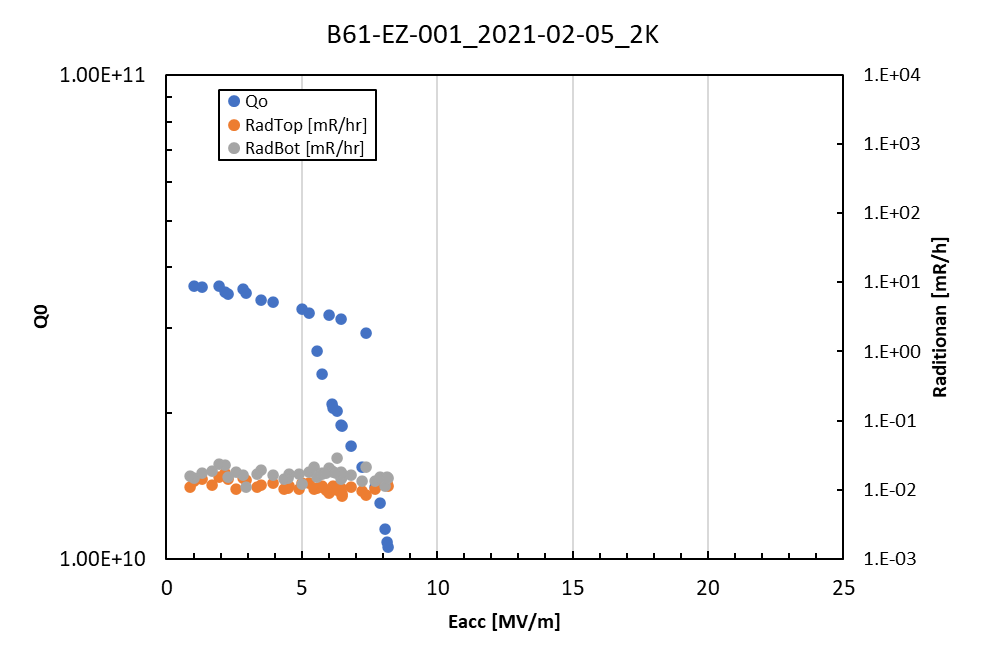 B61-EZ-001_2021-02-05_2K
1.00E+11
1.00E+10
Q0
Qo
RadTop [mR/hr]
RadBot [mR/hr]
1.E+04
1.E+03
1.E+02
1.E+01
1.E+00
1.E-01
1.E-02
1.E-03
Raditionan [mR/h]
0 5 10 15 20 25
Eacc [MV/m]